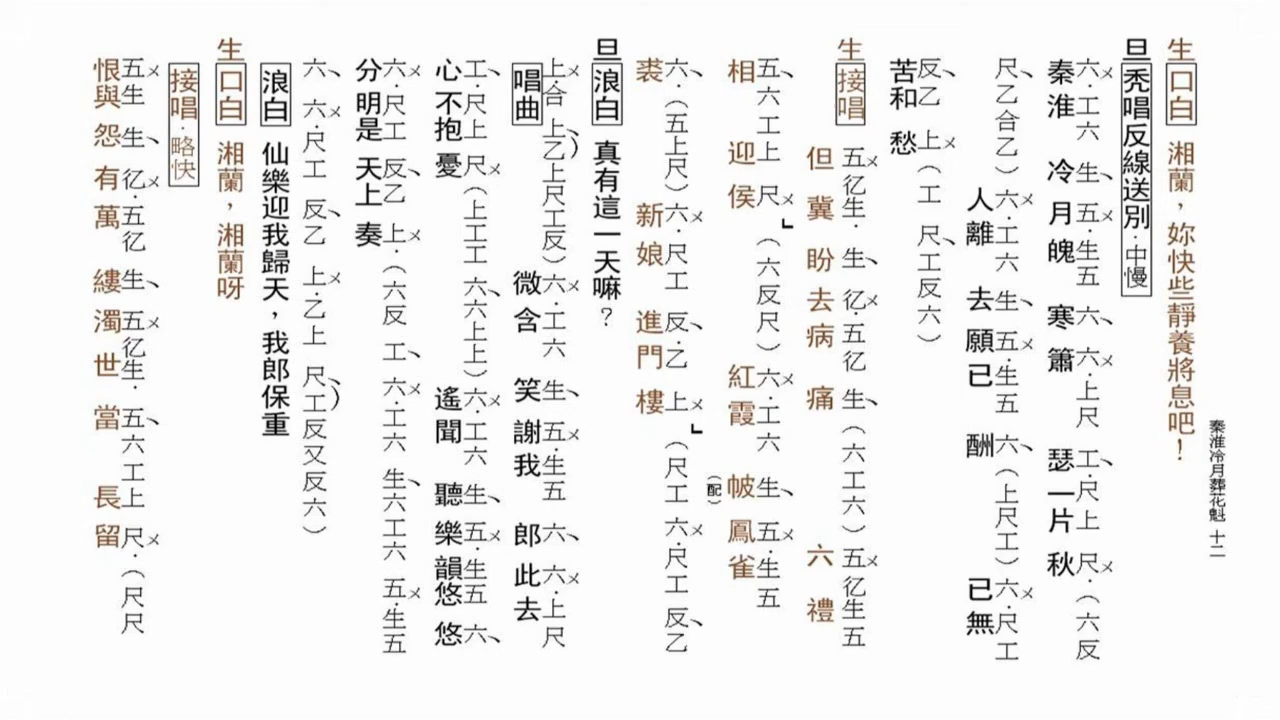 秦淮冷月葬花魁 十二
生 口白 湘蘭，妳快些靜養將息吧！
旦 禿唱反線送別．中慢
六．工六 生、五．生五 六、六．上尺 工、尺上 尺．（六反
秦淮 冷月魄 寒簫 瑟一片秋
尺、乙合乙）六．工六 生、五．生五 六、（上尺工）六．尺工
人離 去願已 酬 已無
反、乙 上（工 尺、工反六）
苦和愁
生 接唱
五仩生．生、仩．五仩 生、（六工六）五仩生五
但冀 盼去病 痛 六禮
五、六工上 尺 （六反尺）六．工六 生、五．生五
相迎侯 紅霞 帔（配）鳳雀
六、（五上尺）六．尺工 反、乙 上 （尺工 六．尺工 反、乙
裘 新娘 進門樓
旦 浪白 真有這一天嘛？
上．合 上、）乙上尺工反）六．工六 生、五．生五 六、六．上尺
唱曲 微含 笑謝我 郎此去
工、尺上 尺（上工工 六、六上上）六．工六 生、五．生五 六、
心不抱憂 遙聞 聽樂韻悠悠
六．尺工 反、乙 上．（六反 工、六．工六 生、六工六 五．生五
分明是天上奏
六、六．尺工 反、乙 上．乙上 尺、）工反又反六）
浪白 仙樂迎我歸天，我郎保重
生 口白 湘蘭，湘蘭呀
接唱．略快
五生 生、仩．五仩 生、五仩生．五、六工上 尺．（尺尺
恨與怨有萬縷濁世當長留